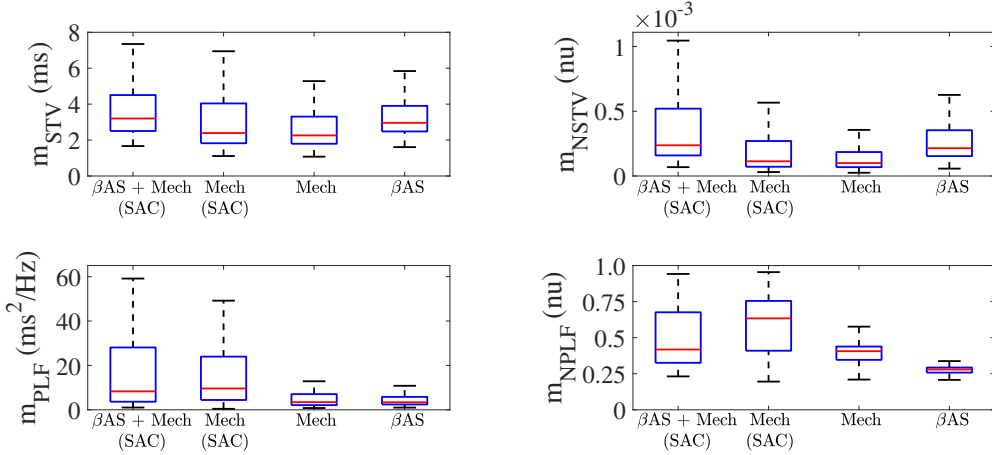 m_STV (ms)
8
6
4
2
0
βAS + Mech
(SAC)
Mech
(SAC)
Mech
βAS
×10^-3
m_NSTV (nu)
1
0.5
0
βAS + Mech
(SAC)
Mech
(SAC)
Mech
βAS
m_PLF (ms^2/Hz)
60
40
20
0
βAS + Mech
(SAC)
Mech
(SAC)
Mech
βAS
m_NPLF (nu)
1.0
0.75
0.5
0.25
0
βAS + Mech
(SAC)
Mech
(SAC)
Mech
βAS